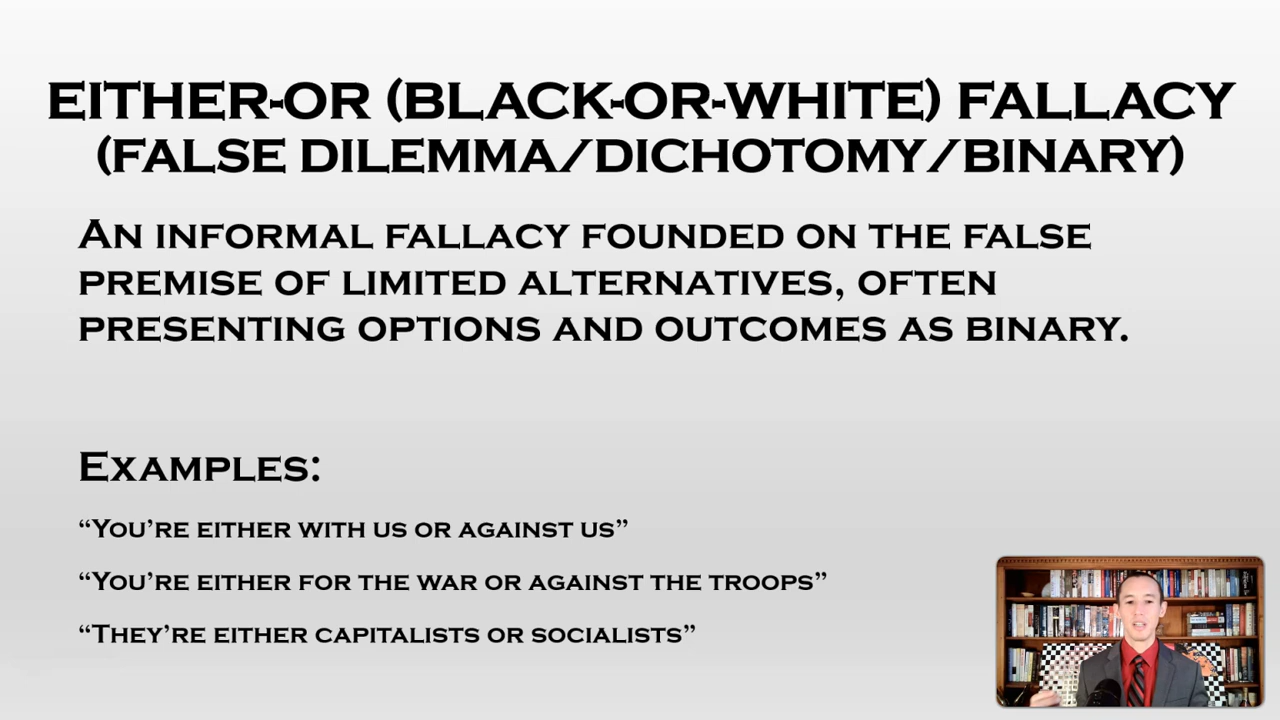 EITHER-OR (BLACK-OR-WHITE) FALLACY
(FALSE DILEMMA/DICHOTOMY/BINARY)
AN INFORMAL FALLACY FOUNDED ON THE FALSE
PREMISE OF LIMITED ALTERNATIVES, OFTEN
PRESENTING OPTIONS AND OUTCOMES AS BINARY.
EXAMPLES:
“YOU’RE EITHER WITH US OR AGAINST US”
“YOU’RE EITHER FOR THE WAR OR AGAINST THE TROOPS”
“THEY’RE EITHER CAPITALISTS OR SOCIALISTS”